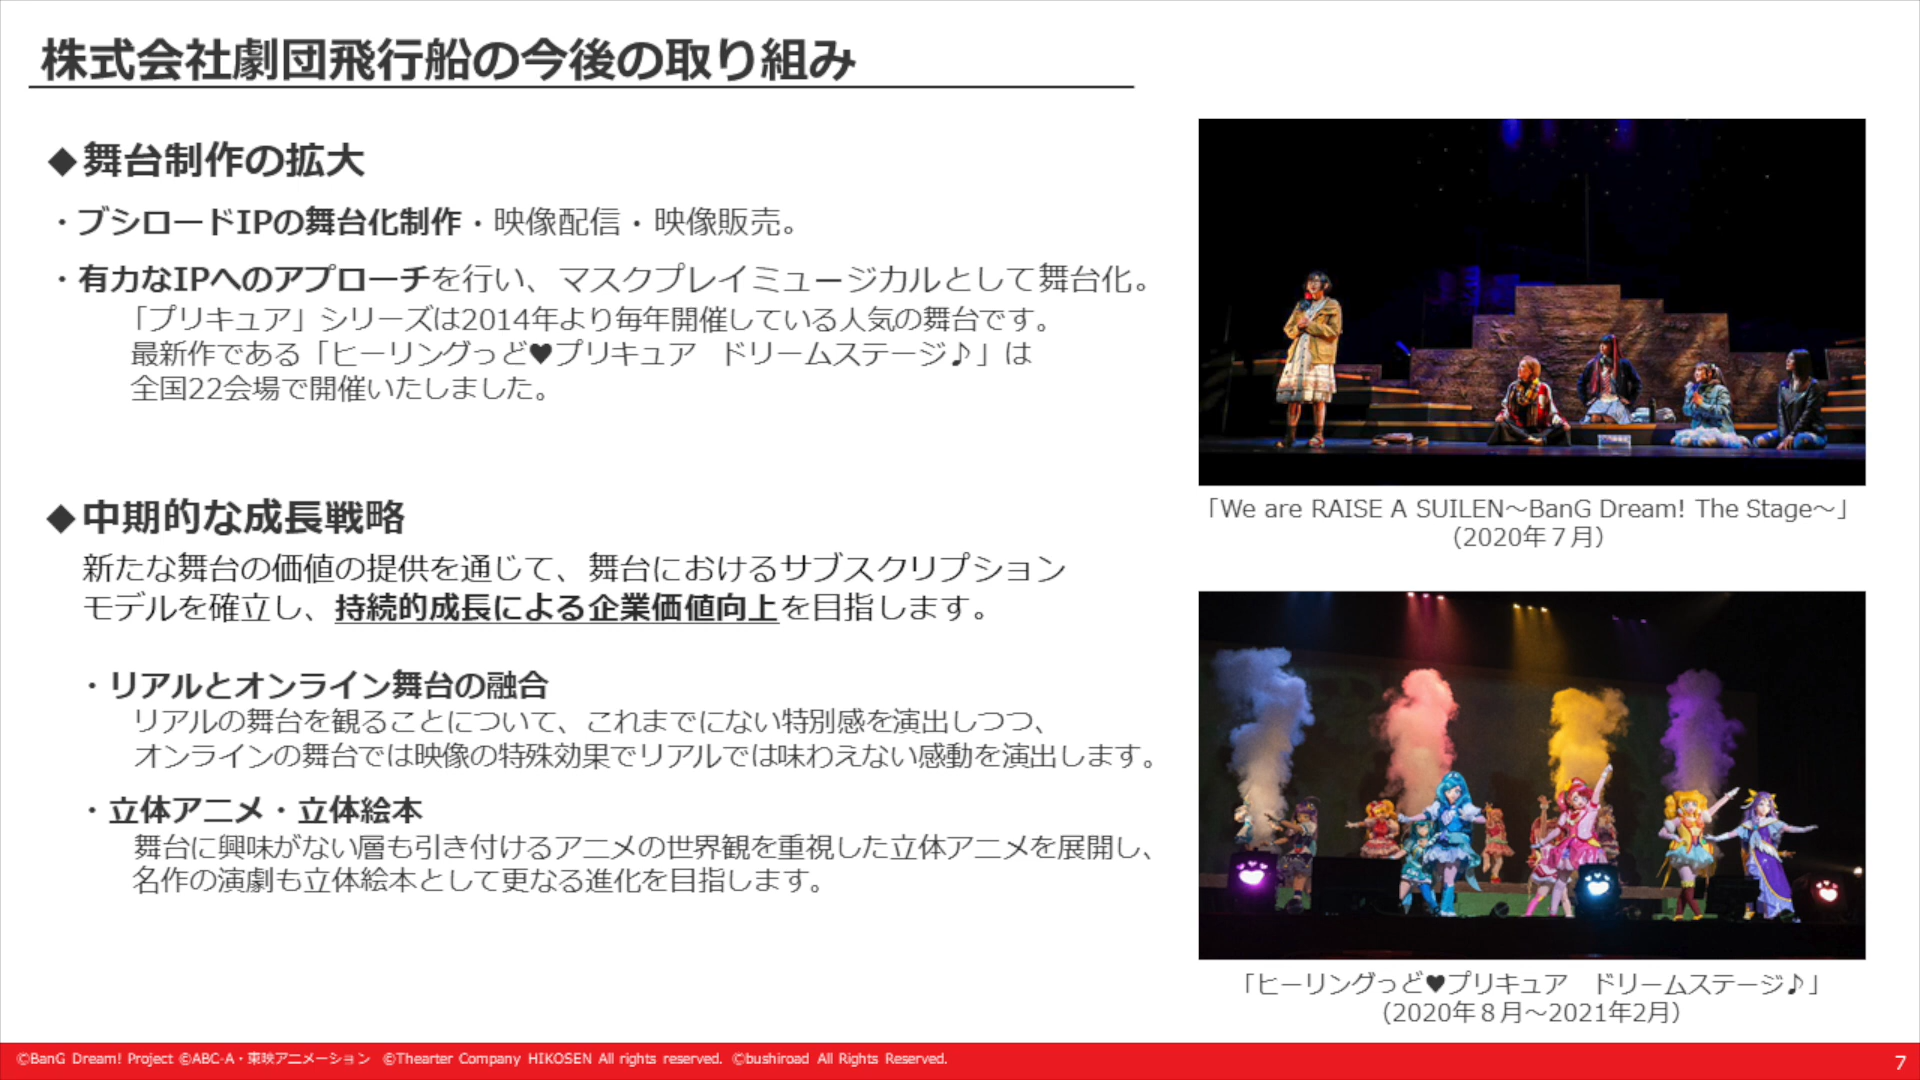 株式会社劇団飛行船の今後の取り組み
◆舞台制作の拡大
・ブシロードIPの舞台化制作・映像配信・映像販売。
・有力なIPへのアプローチを行い、マスクプレイミュージカルとして舞台化。
「プリキュア」シリーズは2014年より毎年開催している人気の舞台です。
最新作である「ヒーリングっど♥プリキュア　ドリームステージ♪」は
全国22会場で開催いたしました。
◆中期的な成長戦略
新たな舞台の価値の提供を通じて、舞台におけるサブスクリプション
モデルを確立し、持続的成長による企業価値向上を目指します。
・リアルとオンライン舞台の融合
リアルの舞台を観ることについて、これまでにない特別感を演出しつつ、
オンラインの舞台では映像の特殊効果でリアルでは味わえない感動を演出します。
・立体アニメ・立体絵本
舞台に興味がない層も引き付けるアニメの世界観を重視した立体アニメを展開し、
名作の演劇も立体絵本として更なる進化を目指します。
「We are RAISE A SUILEN～BanG Dream! The Stage～」
（2020年７月）
「ヒーリングっど♥プリキュア　ドリームステージ♪」
（2020年８月～2021年2月）
©BanG Dream! Project ©ABC-A・東映アニメーション ©Thearter Company HIKOSEN All rights reserved. ©bushiroad All Rights Reserved.
7